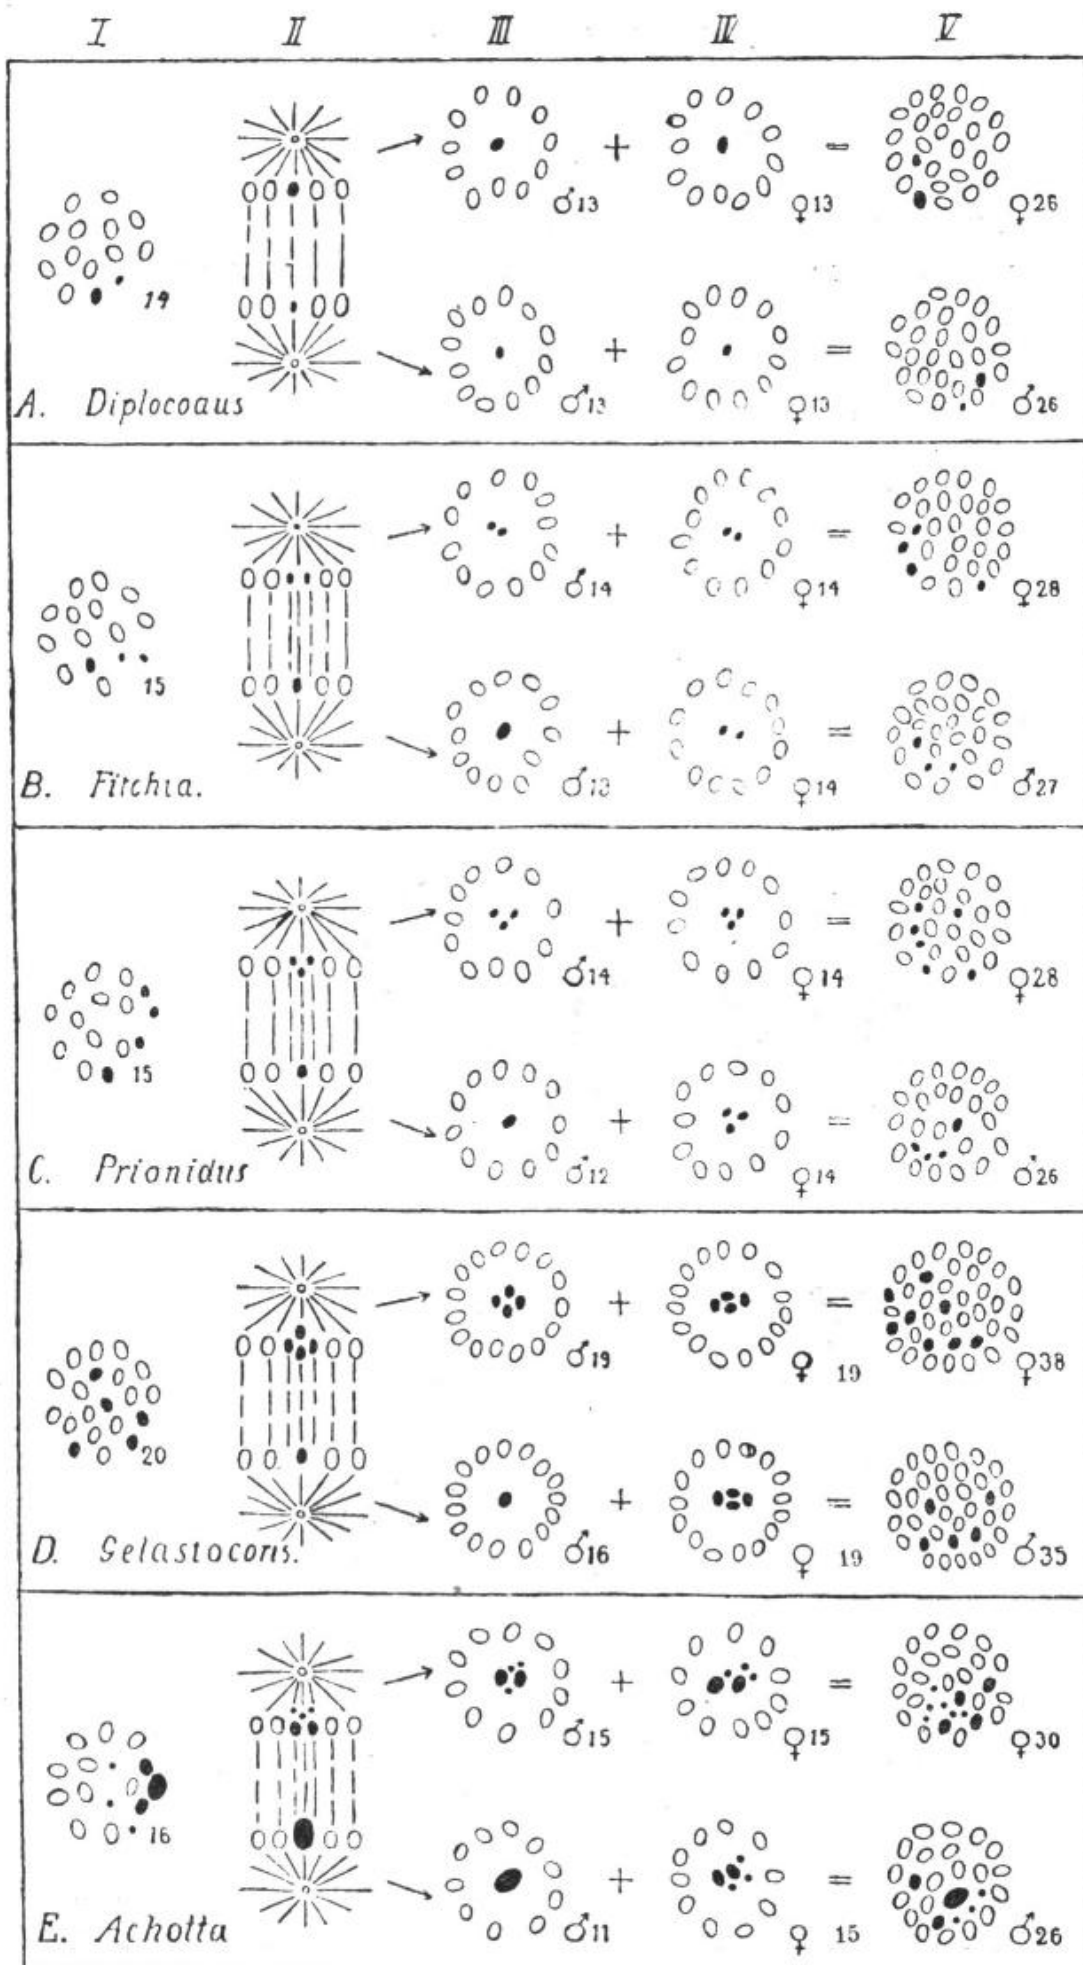 I II III IV V
♂13 ♀13 ♀26
14
♂13 ♀13 ♂26
A. Diplocoaus
♂14 ♀14 ♀28
15
♂13 ♀14 ♂27
B. Fitchia.
♂14 ♀14 ♀28
15
♂12 ♀14 ♂26
C. Prionidus
♂19 ♀ 19 ♀38
20
♂16 ♀ 19 ♂35
D. Gelastocoris.
♂15 ♀15 ♀30
16
♂11 ♀ 15 ♂26
E. Acholla